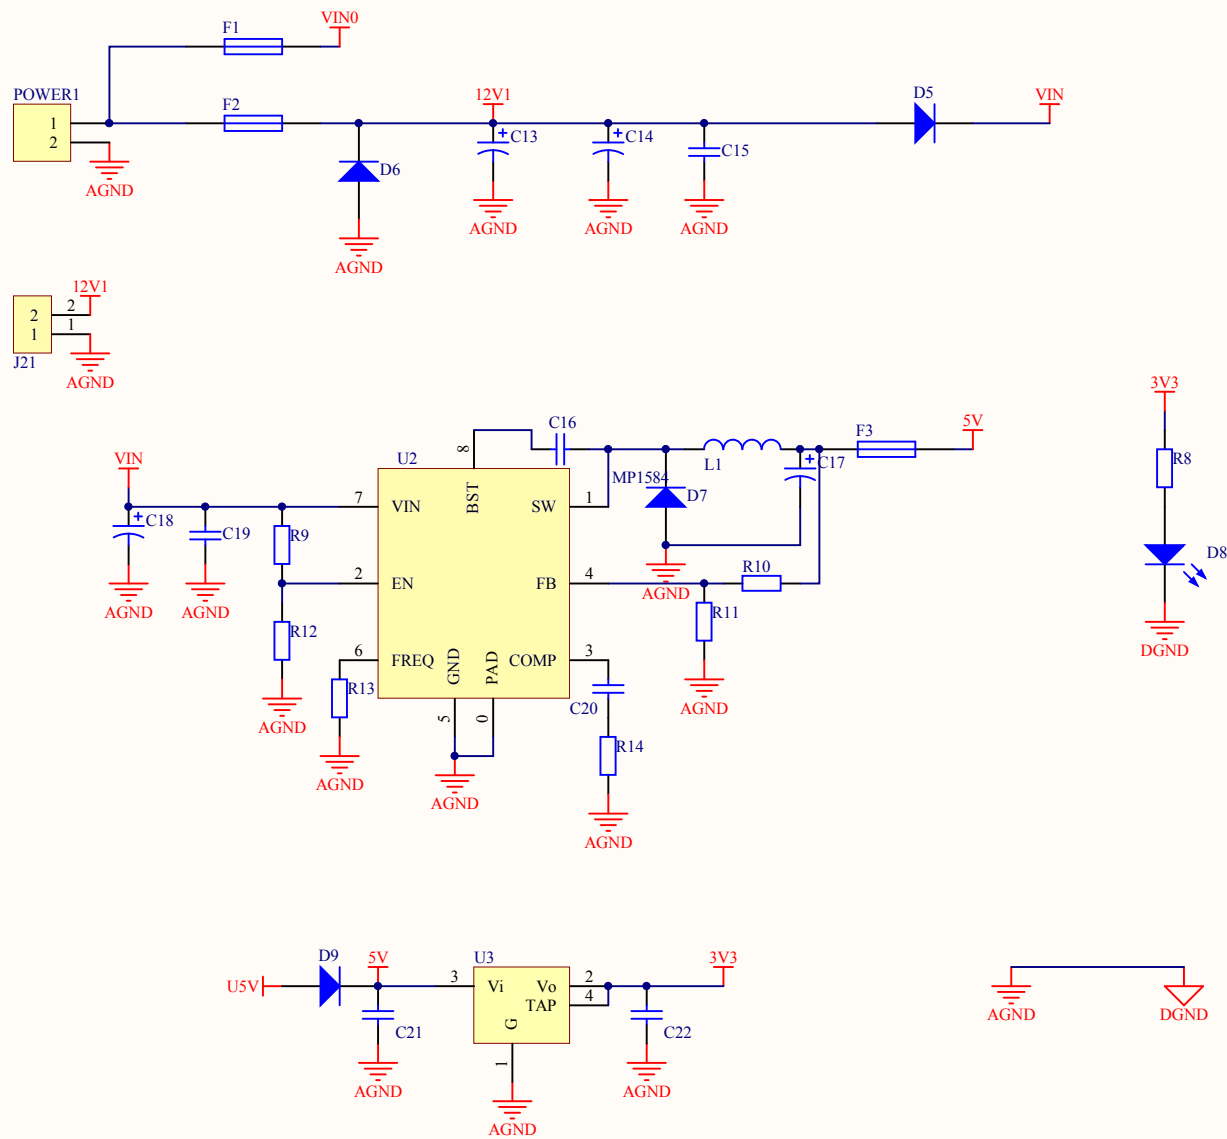 VIN0
F1
POWER1
1
2
AGND
F2
12V1
D5
VIN
C13
C14
C15
D6
AGND
AGND
AGND
AGND
12V1
2
1
2
1
J21
AGND
3V3
R8
D8
DGND
VIN
C18
C19
AGND
AGND
R9
R12
AGND
R13
AGND
U2
MP1584
7
VIN
2
EN
6
FREQ
8
BST
SW
1
FB
4
COMP
3
GND
5
PAD
0
AGND
C16
L1
D7
C17
AGND
F3
5V
R10
R11
AGND
C20
R14
AGND
U5V
D9
5V
C21
AGND
U3
3
Vi
Vo
2
TAP
4
G
1
AGND
3V3
C22
AGND
AGND
DGND